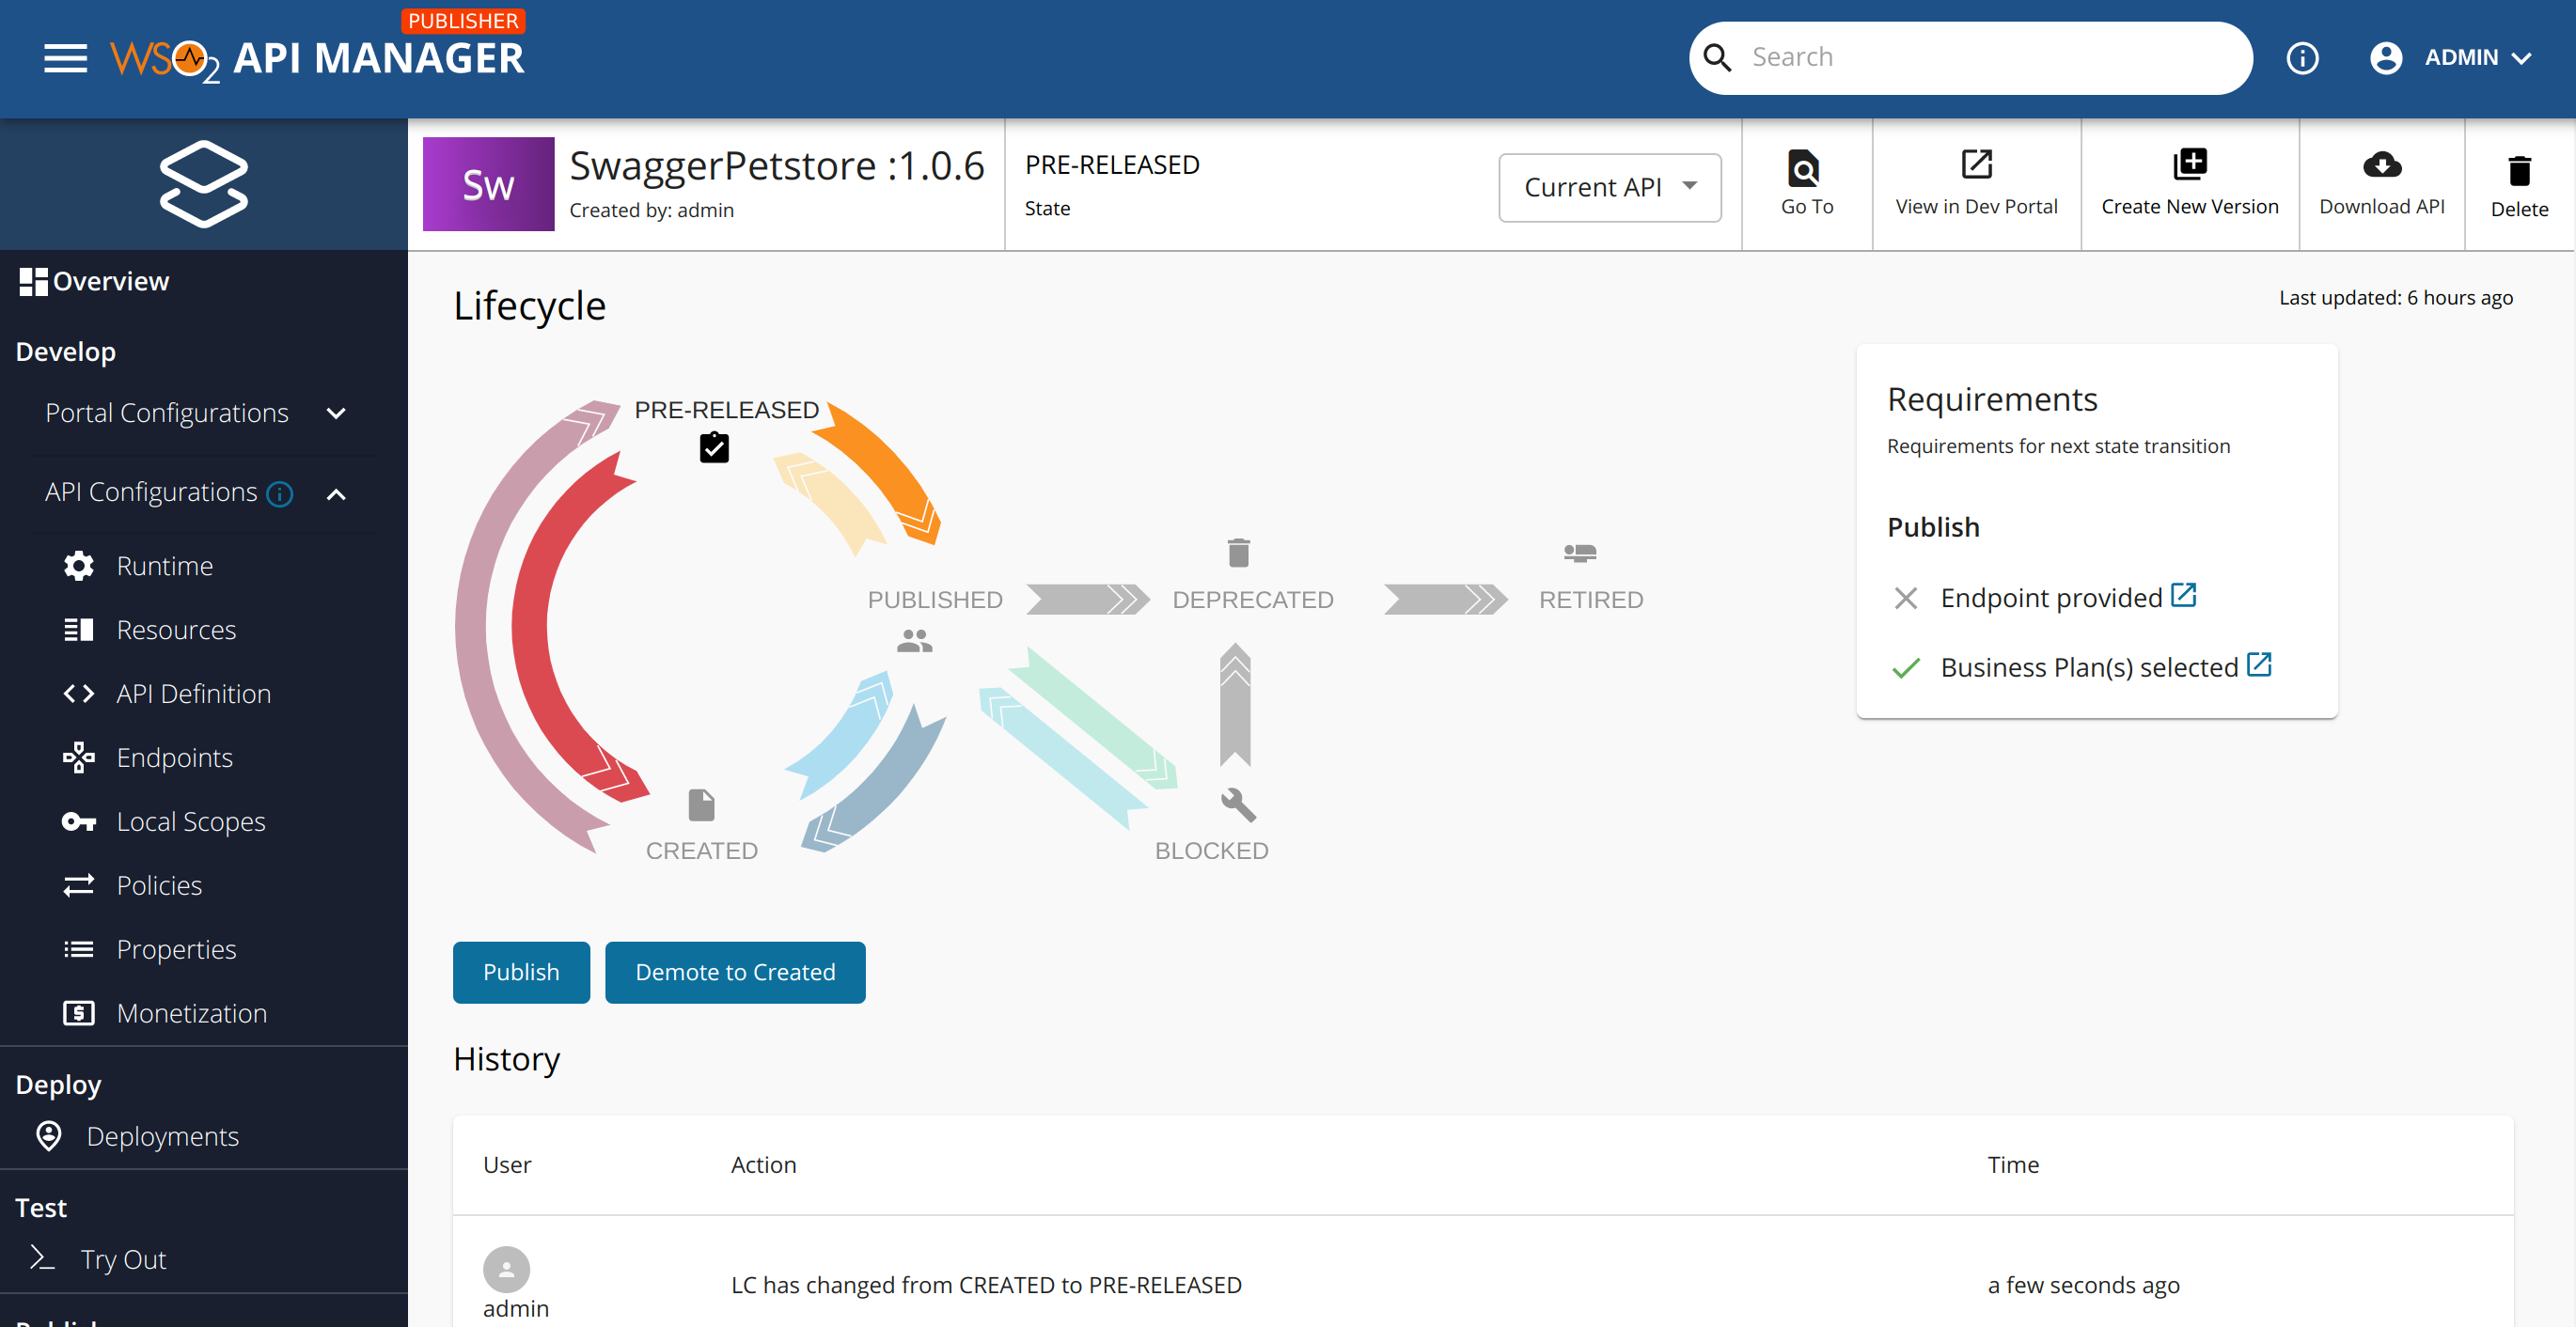 PUBLISHER
WSO2 API MANAGER
Search
ADMIN
Sw
SwaggerPetstore :1.0.6
Created by: admin
PRE-RELEASED
State
Current API
Go To
View in Dev Portal
Create New Version
Download API
Delete
Overview
Develop
Portal Configurations
API Configurations
Runtime
Resources
API Definition
Endpoints
Local Scopes
Policies
Properties
Monetization
Deploy
Deployments
Test
Try Out
Lifecycle
Last updated: 6 hours ago
PRE-RELEASED
PUBLISHED
DEPRECATED
RETIRED
CREATED
BLOCKED
Requirements
Requirements for next state transition
Publish
Endpoint provided
Business Plan(s) selected
Publish
Demote to Created
History
User
Action
Time
admin
LC has changed from CREATED to PRE-RELEASED
a few seconds ago